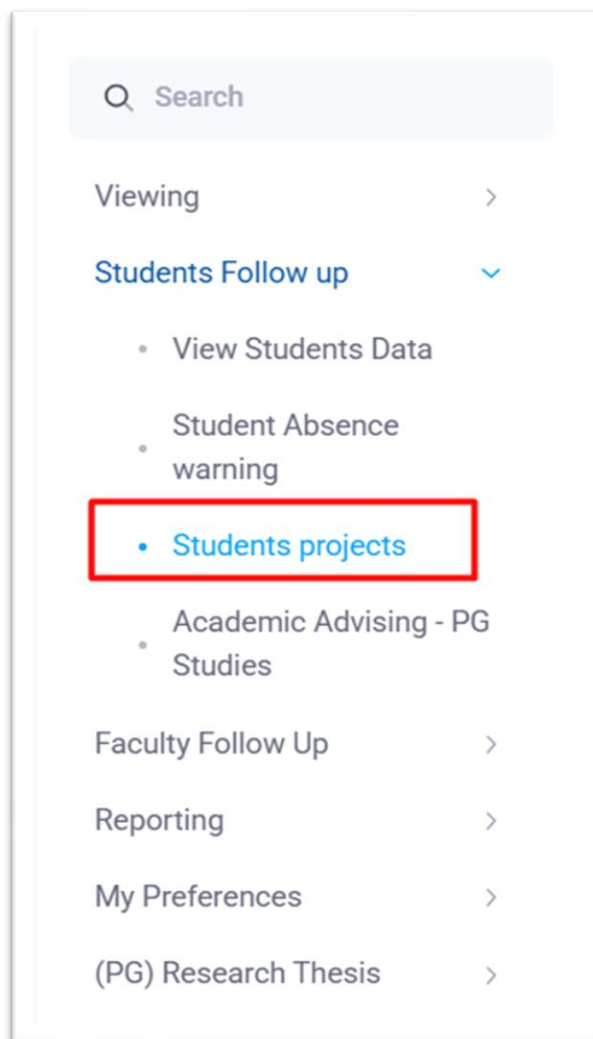 Search
Viewing
Students Follow up
View Students Data
Student Absence
warning
Students projects
Academic Advising - PG
Studies
Faculty Follow Up
Reporting
My Preferences
(PG) Research Thesis